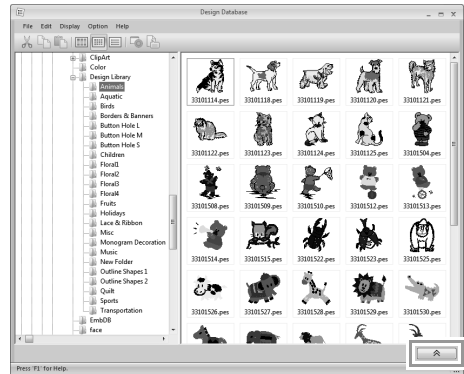 Design Database
File Edit Display Option Help
ClipArt
Color
Design Library
Animals
Aquatic
Birds
Borders & Banners
Button Hole L
Button Hole M
Button Hole S
Children
Floral1
Floral2
Floral3
Floral4
Fruits
Holidays
Lace & Ribbon
Misc
Monogram Decoration
Music
New Folder
Outline Shapes 1
Outline Shapes 2
Quilt
Sports
Transportation
EmbDB
face
33101114.pes 33101118.pes 33101119.pes 33101120.pes 33101121.pes
33101122.pes 33101123.pes 33101124.pes 33101125.pes 33101504.pes
33101508.pes 33101509.pes 33101510.pes 33101512.pes 33101513.pes
33101514.pes 33101515.pes 33101522.pes 33101523.pes 33101525.pes
33101526.pes 33101527.pes 33101528.pes 33101529.pes 33101530.pes
Press 'F1' for Help.